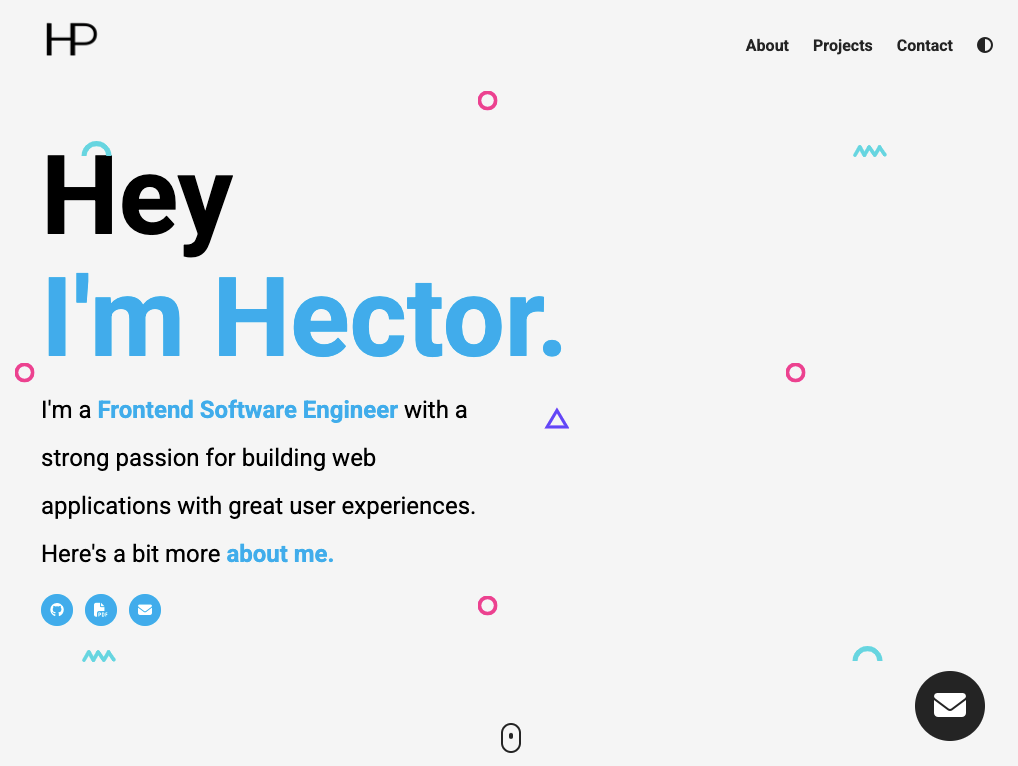 HP
About Projects Contact
Hey
I'm Hector.
I'm a Frontend Software Engineer with a
strong passion for building web
applications with great user experiences.
Here's a bit more about me.
PDF